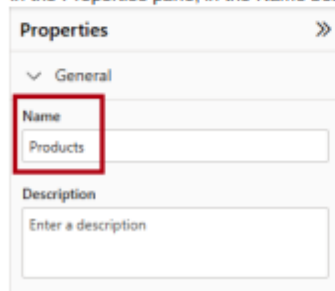 Properties
General
Name
Products
Description
Enter a description